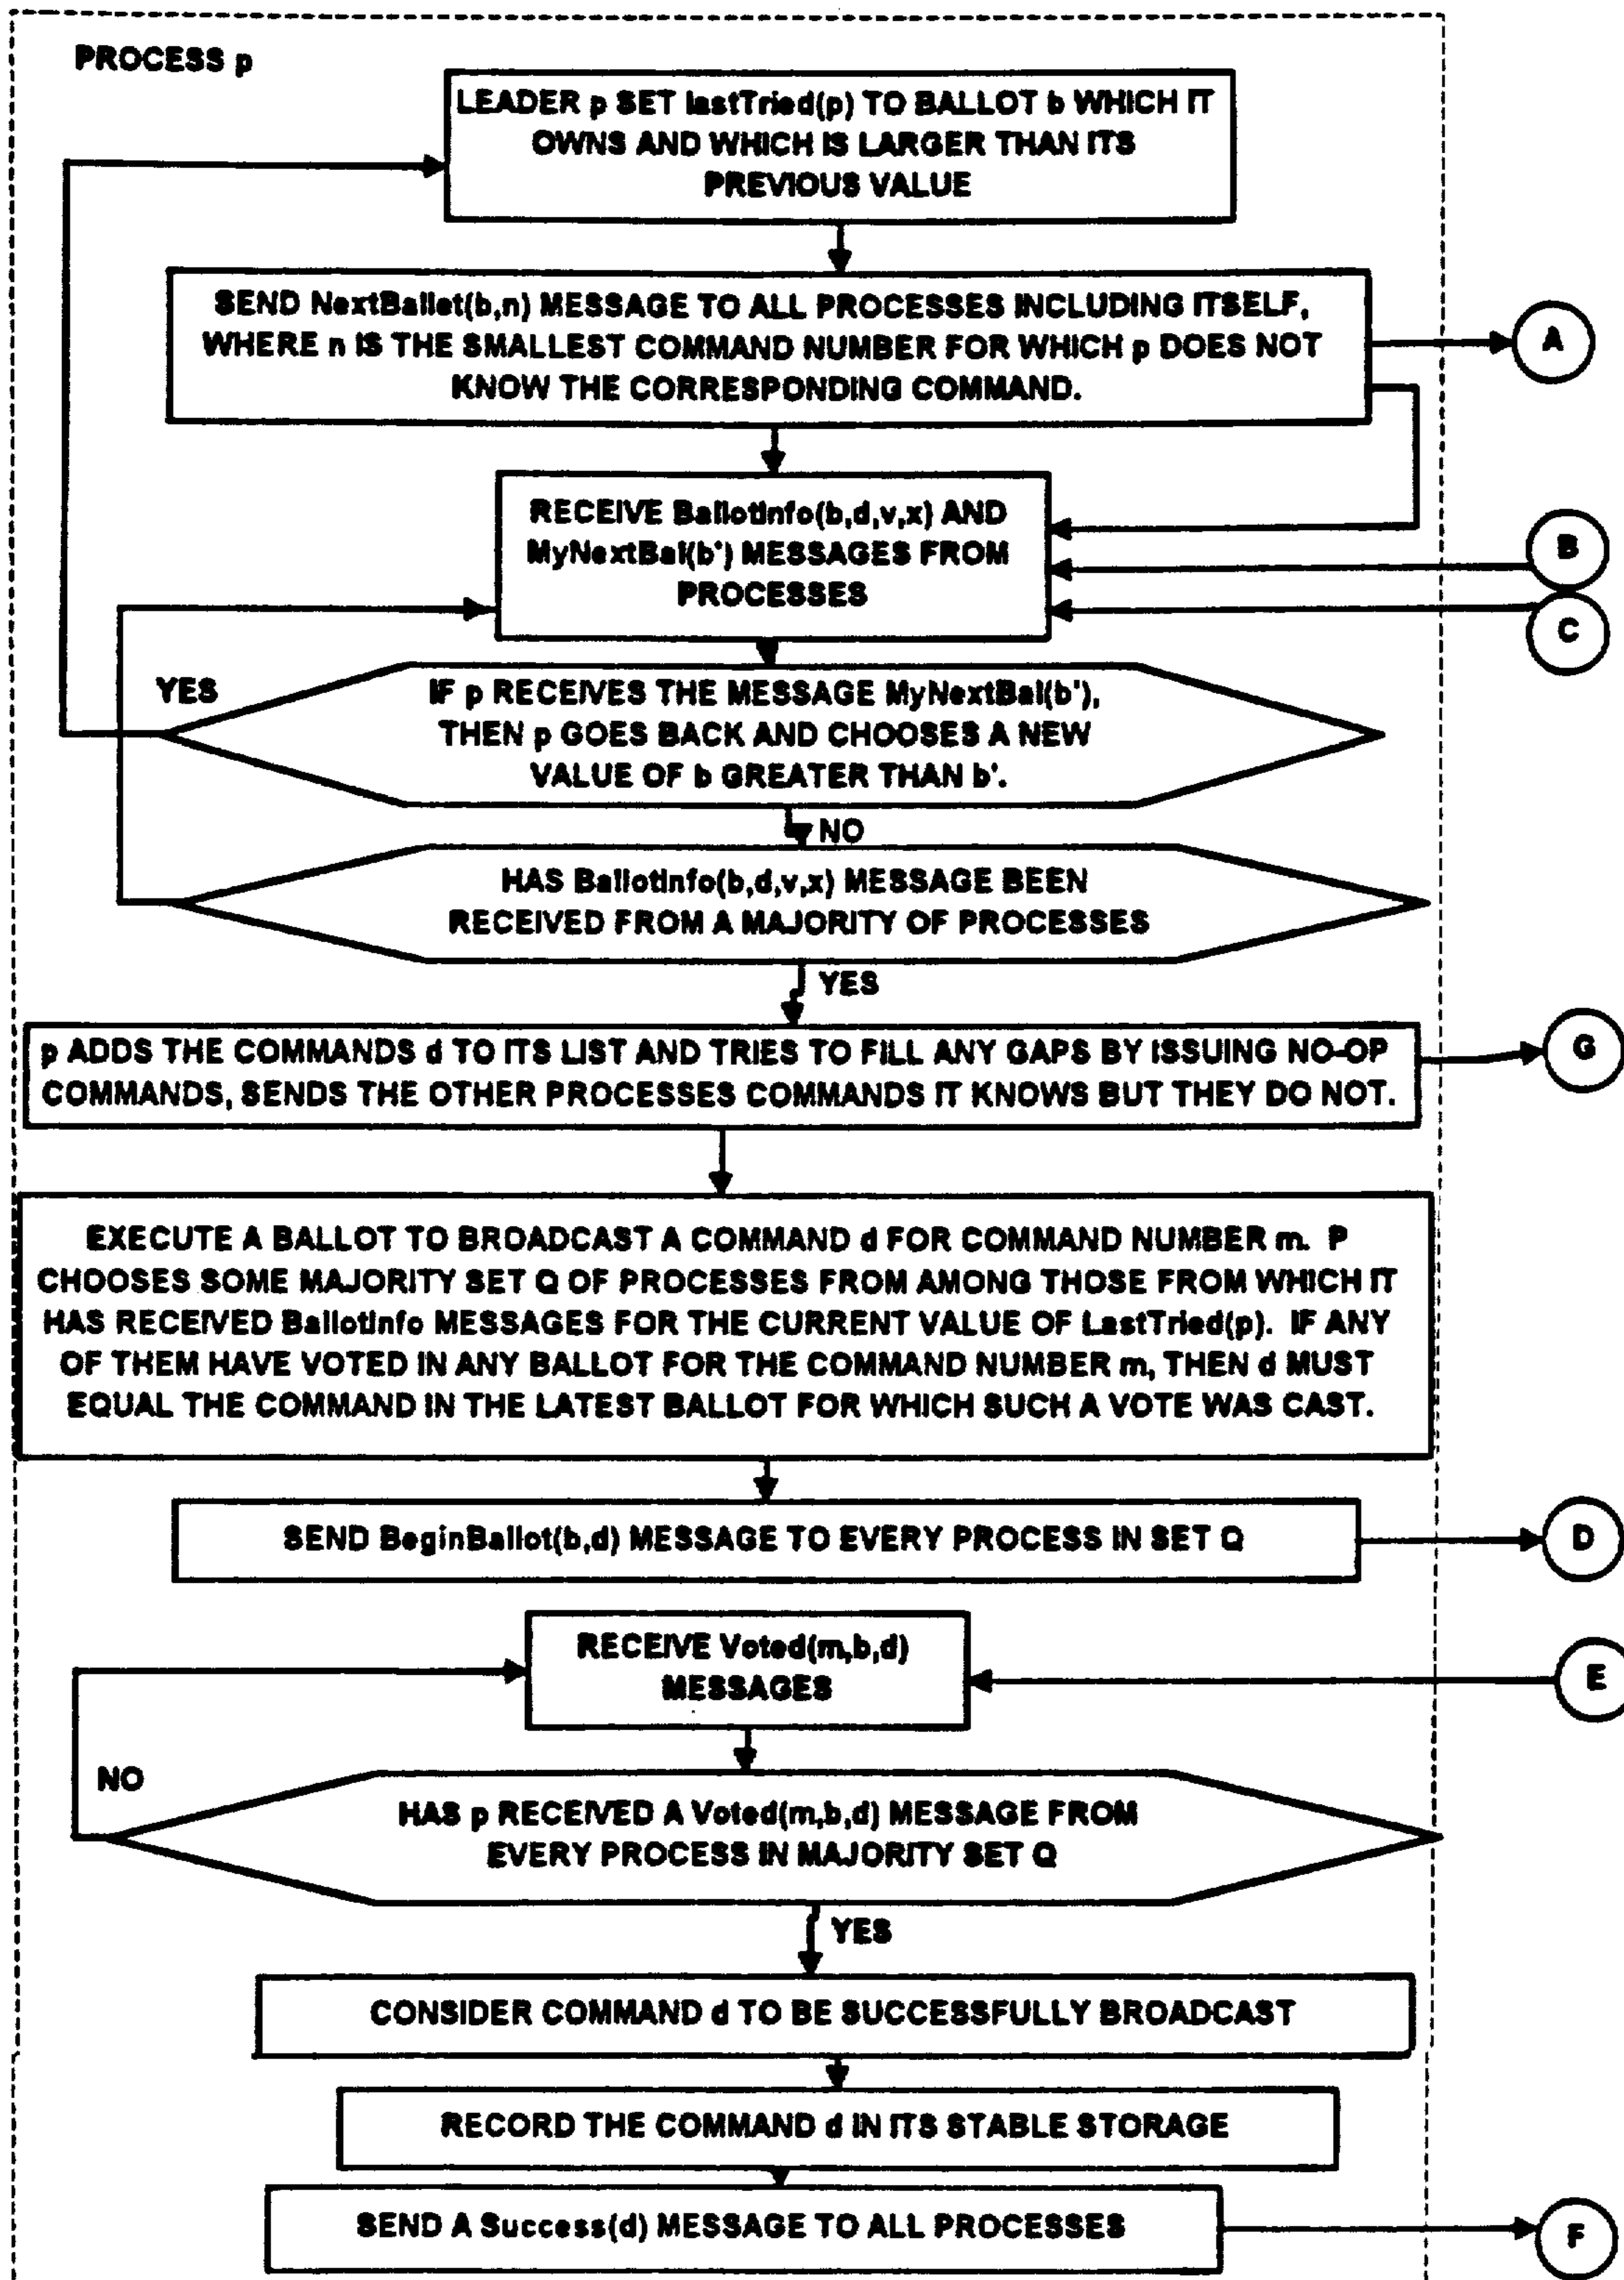 PROCESS p
LEADER p SET lastTried(p) TO BALLOT b WHICH IT
OWNS AND WHICH IS LARGER THAN ITS
PREVIOUS VALUE
SEND NextBallet(b,n) MESSAGE TO ALL PROCESSES INCLUDING ITSELF,
WHERE n IS THE SMALLEST COMMAND NUMBER FOR WHICH p DOES NOT
KNOW THE CORRESPONDING COMMAND.
A
RECEIVE BallotInfo(b,d,v,x) AND
MyNextBal(b') MESSAGES FROM
PROCESSES
B
C
YES
IF p RECEIVES THE MESSAGE MyNextBal(b'),
THEN p GOES BACK AND CHOOSES A NEW
VALUE OF b GREATER THAN b'.
NO
HAS BallotInfo(b,d,v,x) MESSAGE BEEN
RECEIVED FROM A MAJORITY OF PROCESSES
YES
p ADDS THE COMMANDS d TO ITS LIST AND TRIES TO FILL ANY GAPS BY ISSUING NO-OP
COMMANDS, SENDS THE OTHER PROCESSES COMMANDS IT KNOWS BUT THEY DO NOT.
G
EXECUTE A BALLOT TO BROADCAST A COMMAND d FOR COMMAND NUMBER m. P
CHOOSES SOME MAJORITY SET Q OF PROCESSES FROM AMONG THOSE FROM WHICH IT
HAS RECEIVED BallotInfo MESSAGES FOR THE CURRENT VALUE OF LastTried(p). IF ANY
OF THEM HAVE VOTED IN ANY BALLOT FOR THE COMMAND NUMBER m, THEN d MUST
EQUAL THE COMMAND IN THE LATEST BALLOT FOR WHICH SUCH A VOTE WAS CAST.
SEND BeginBallot(b,d) MESSAGE TO EVERY PROCESS IN SET Q
D
RECEIVE Voted(m,b,d)
MESSAGES
E
NO
HAS p RECEIVED A Voted(m,b,d) MESSAGE FROM
EVERY PROCESS IN MAJORITY SET Q
YES
CONSIDER COMMAND d TO BE SUCCESSFULLY BROADCAST
RECORD THE COMMAND d IN ITS STABLE STORAGE
SEND A Success(d) MESSAGE TO ALL PROCESSES
F